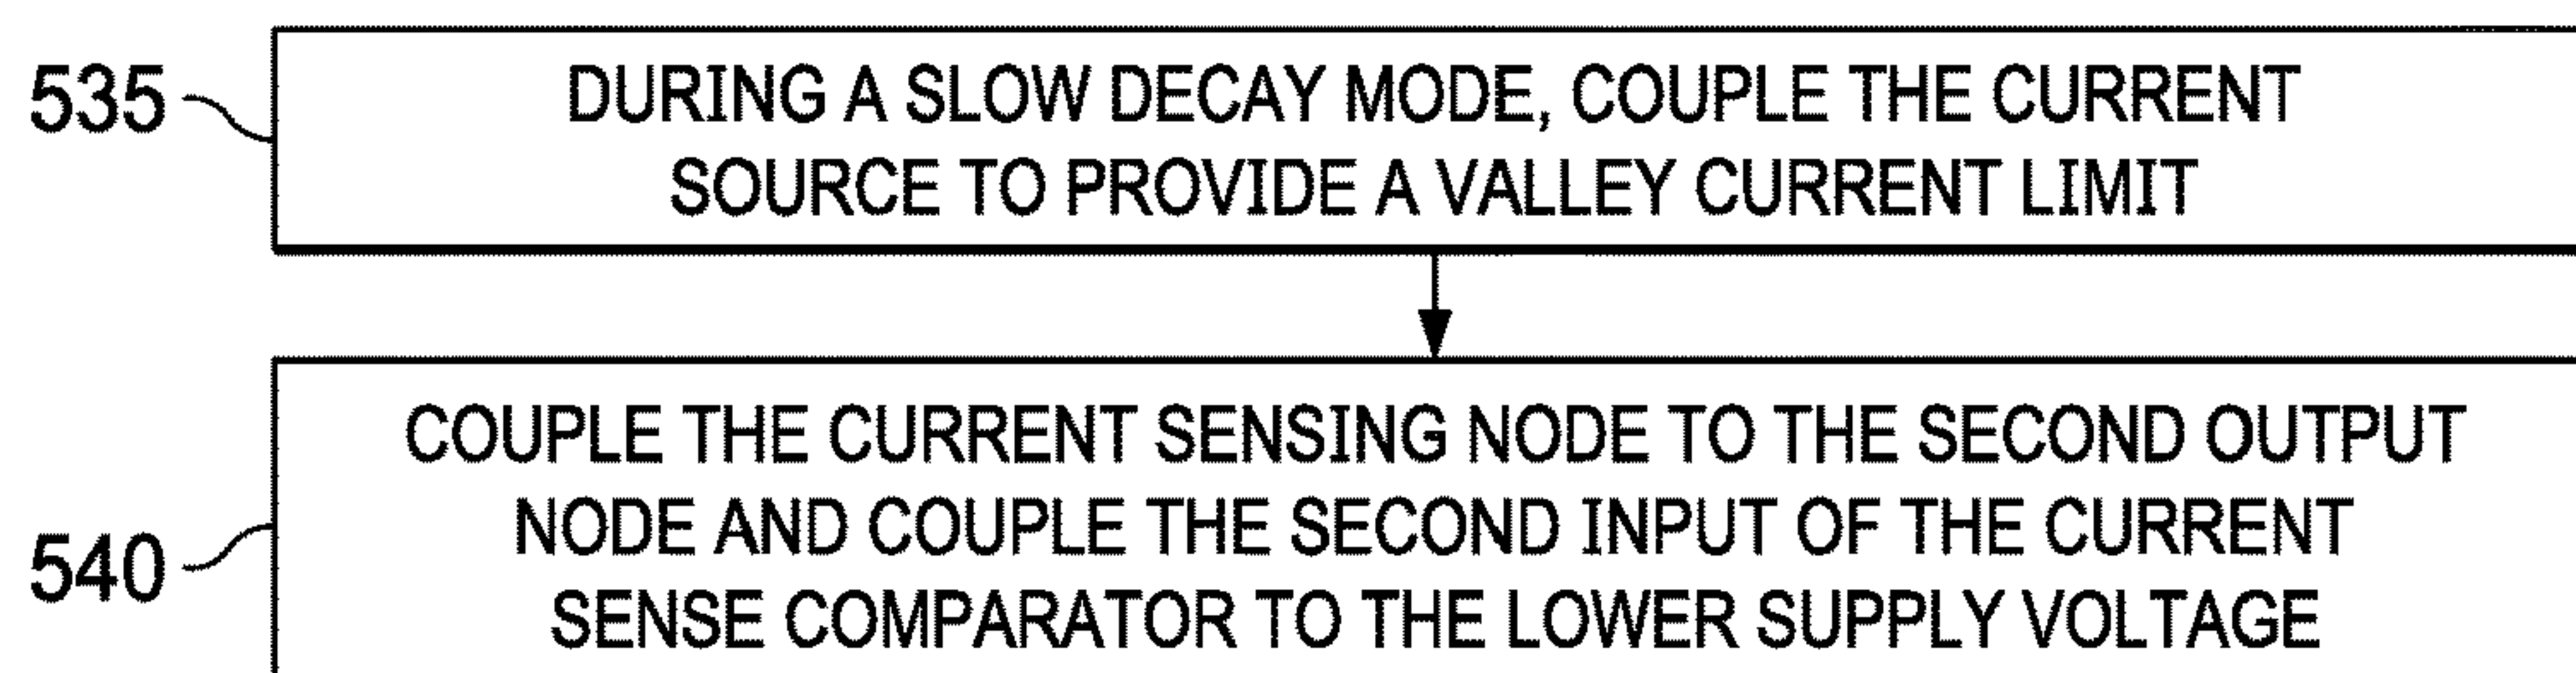 535
DURING A SLOW DECAY MODE, COUPLE THE CURRENT
SOURCE TO PROVIDE A VALLEY CURRENT LIMIT
540
COUPLE THE CURRENT SENSING NODE TO THE SECOND OUTPUT
NODE AND COUPLE THE SECOND INPUT OF THE CURRENT
SENSE COMPARATOR TO THE LOWER SUPPLY VOLTAGE